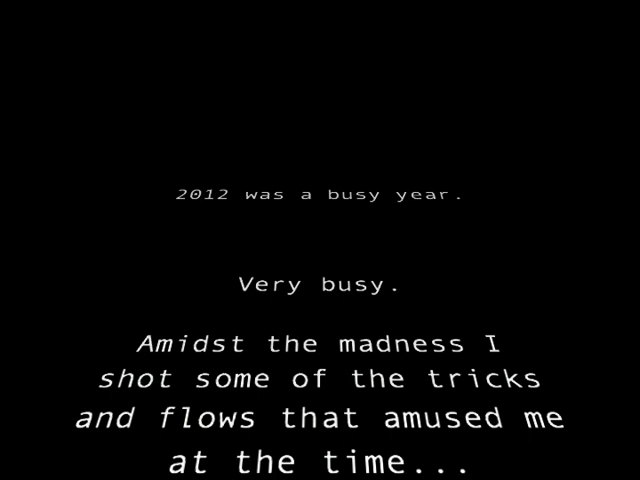 2012 was a busy year.
Very busy.
Amidst the madness I
shot some of the tricks
and flows that amused me
at the time...